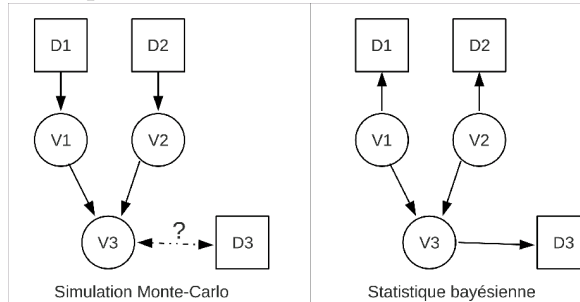 D1
D2
V1
V2
V3
?
D3
Simulation Monte-Carlo
D1
D2
V1
V2
V3
D3
Statistique bayésienne